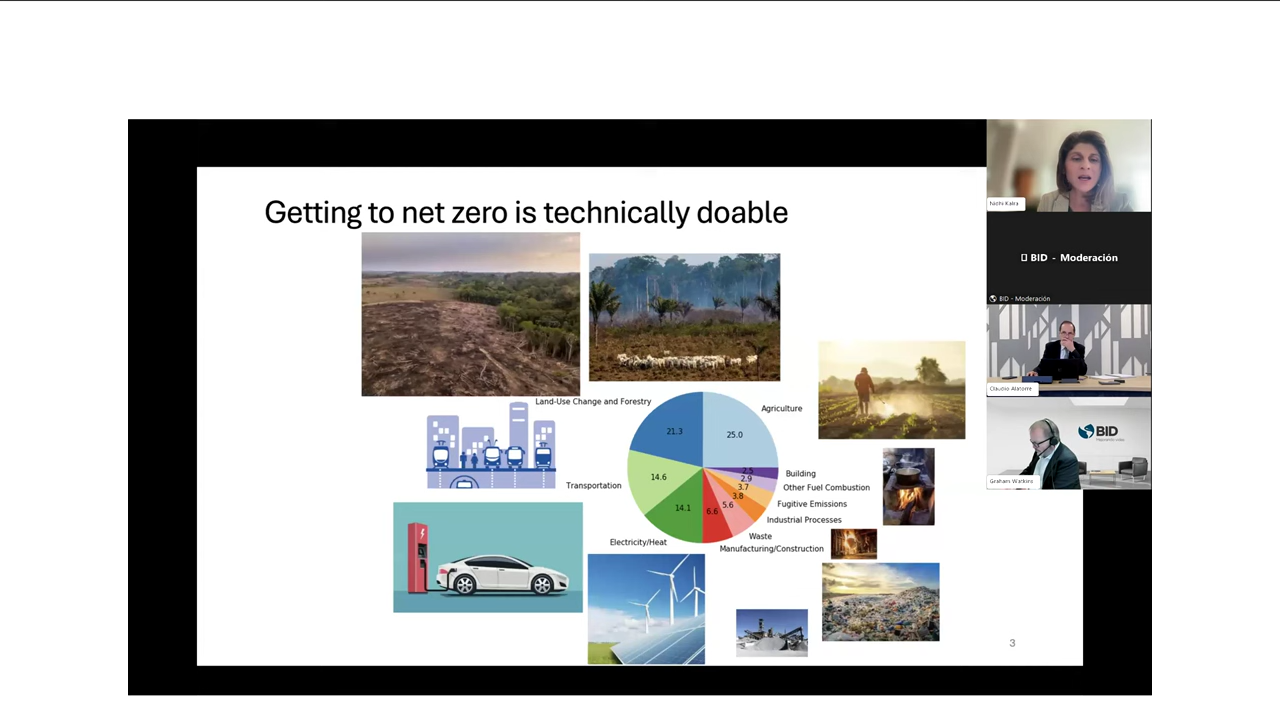 Getting to net zero is technically doable
Land-Use Change and Forestry
Agriculture
21.3
25.0
Transportation
14.6
2.5
Building
2.9
Other Fuel Combustion
3.7
Fugitive Emissions
3.8
Industrial Processes
5.6
Waste
6.6
Manufacturing/Construction
14.1
Electricity/Heat
3
Nidhi Kalra
BID - Moderación
BID - Moderación
Claudio Alatorre
BID
Graham Watkins